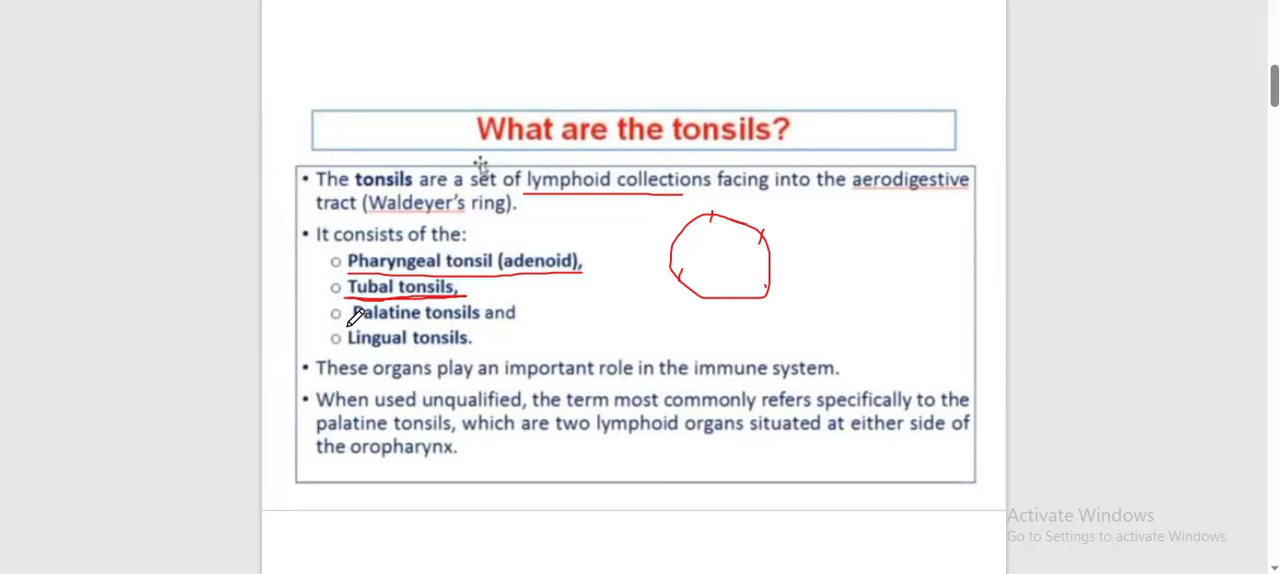 What are the tonsils?
• The tonsils are a set of lymphoid collections facing into the aerodigestive
tract (Waldeyer's ring).
• It consists of the:
o Pharyngeal tonsil (adenoid),
o Tubal tonsils,
o Palatine tonsils and
o Lingual tonsils.
• These organs play an important role in the immune system.
• When used unqualified, the term most commonly refers specifically to the
palatine tonsils, which are two lymphoid organs situated at either side of
the oropharynx.
Activate Windows
Go to Settings to activate Windows.